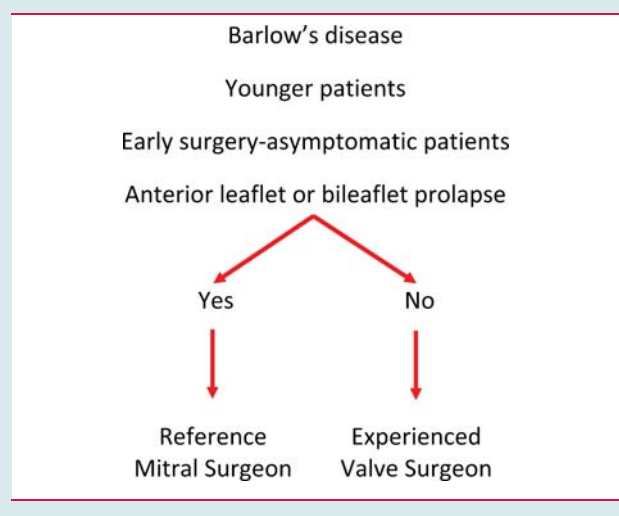 Barlow’s disease
Younger patients
Early surgery-asymptomatic patients
Anterior leaflet or bileaflet prolapse
Yes No
Reference Experienced
Mitral Surgeon Valve Surgeon